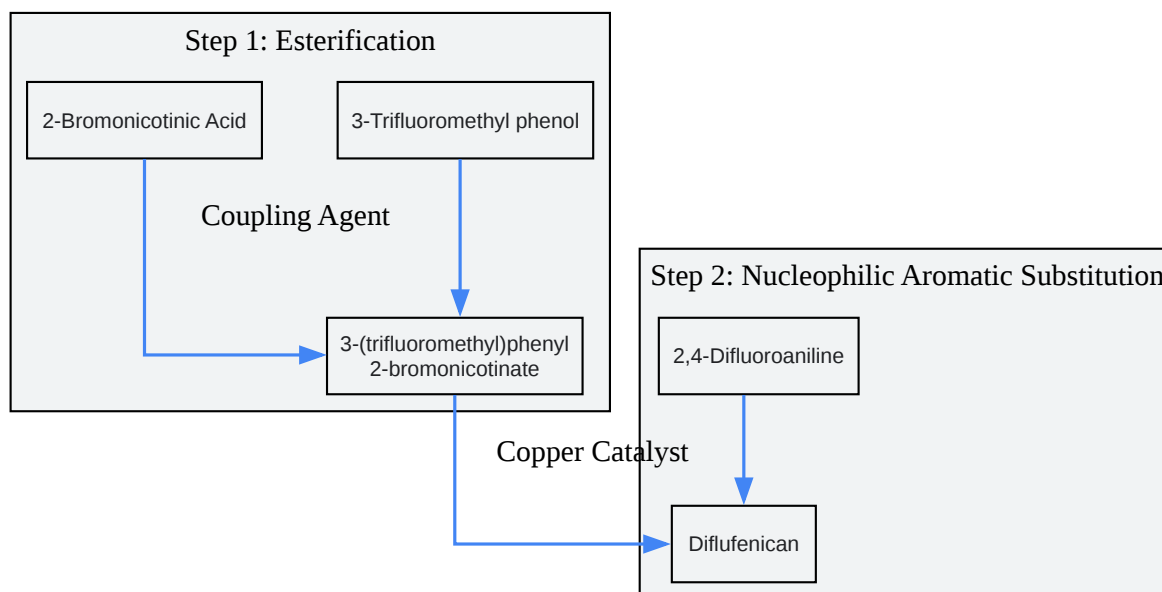 Step 1: Esterification
2-Bromonicotinic Acid
3-Trifluoromethyl phenol
Coupling Agent
3-(trifluoromethyl)phenyl
2-bromonicotinate
Step 2: Nucleophilic Aromatic Substitution
2,4-Difluoroaniline
Copper Catalyst
Diflufenican